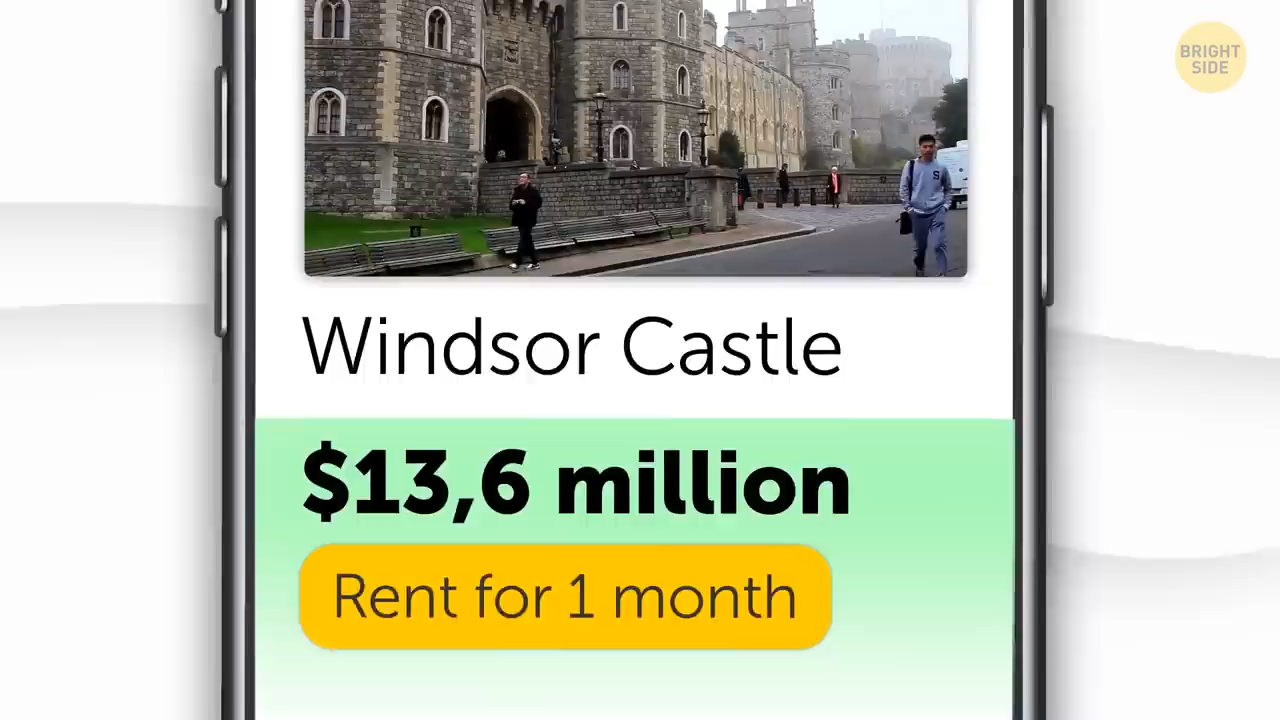 BRIGHT
SIDE
S
Windsor Castle
$13,6 million
Rent for 1 month